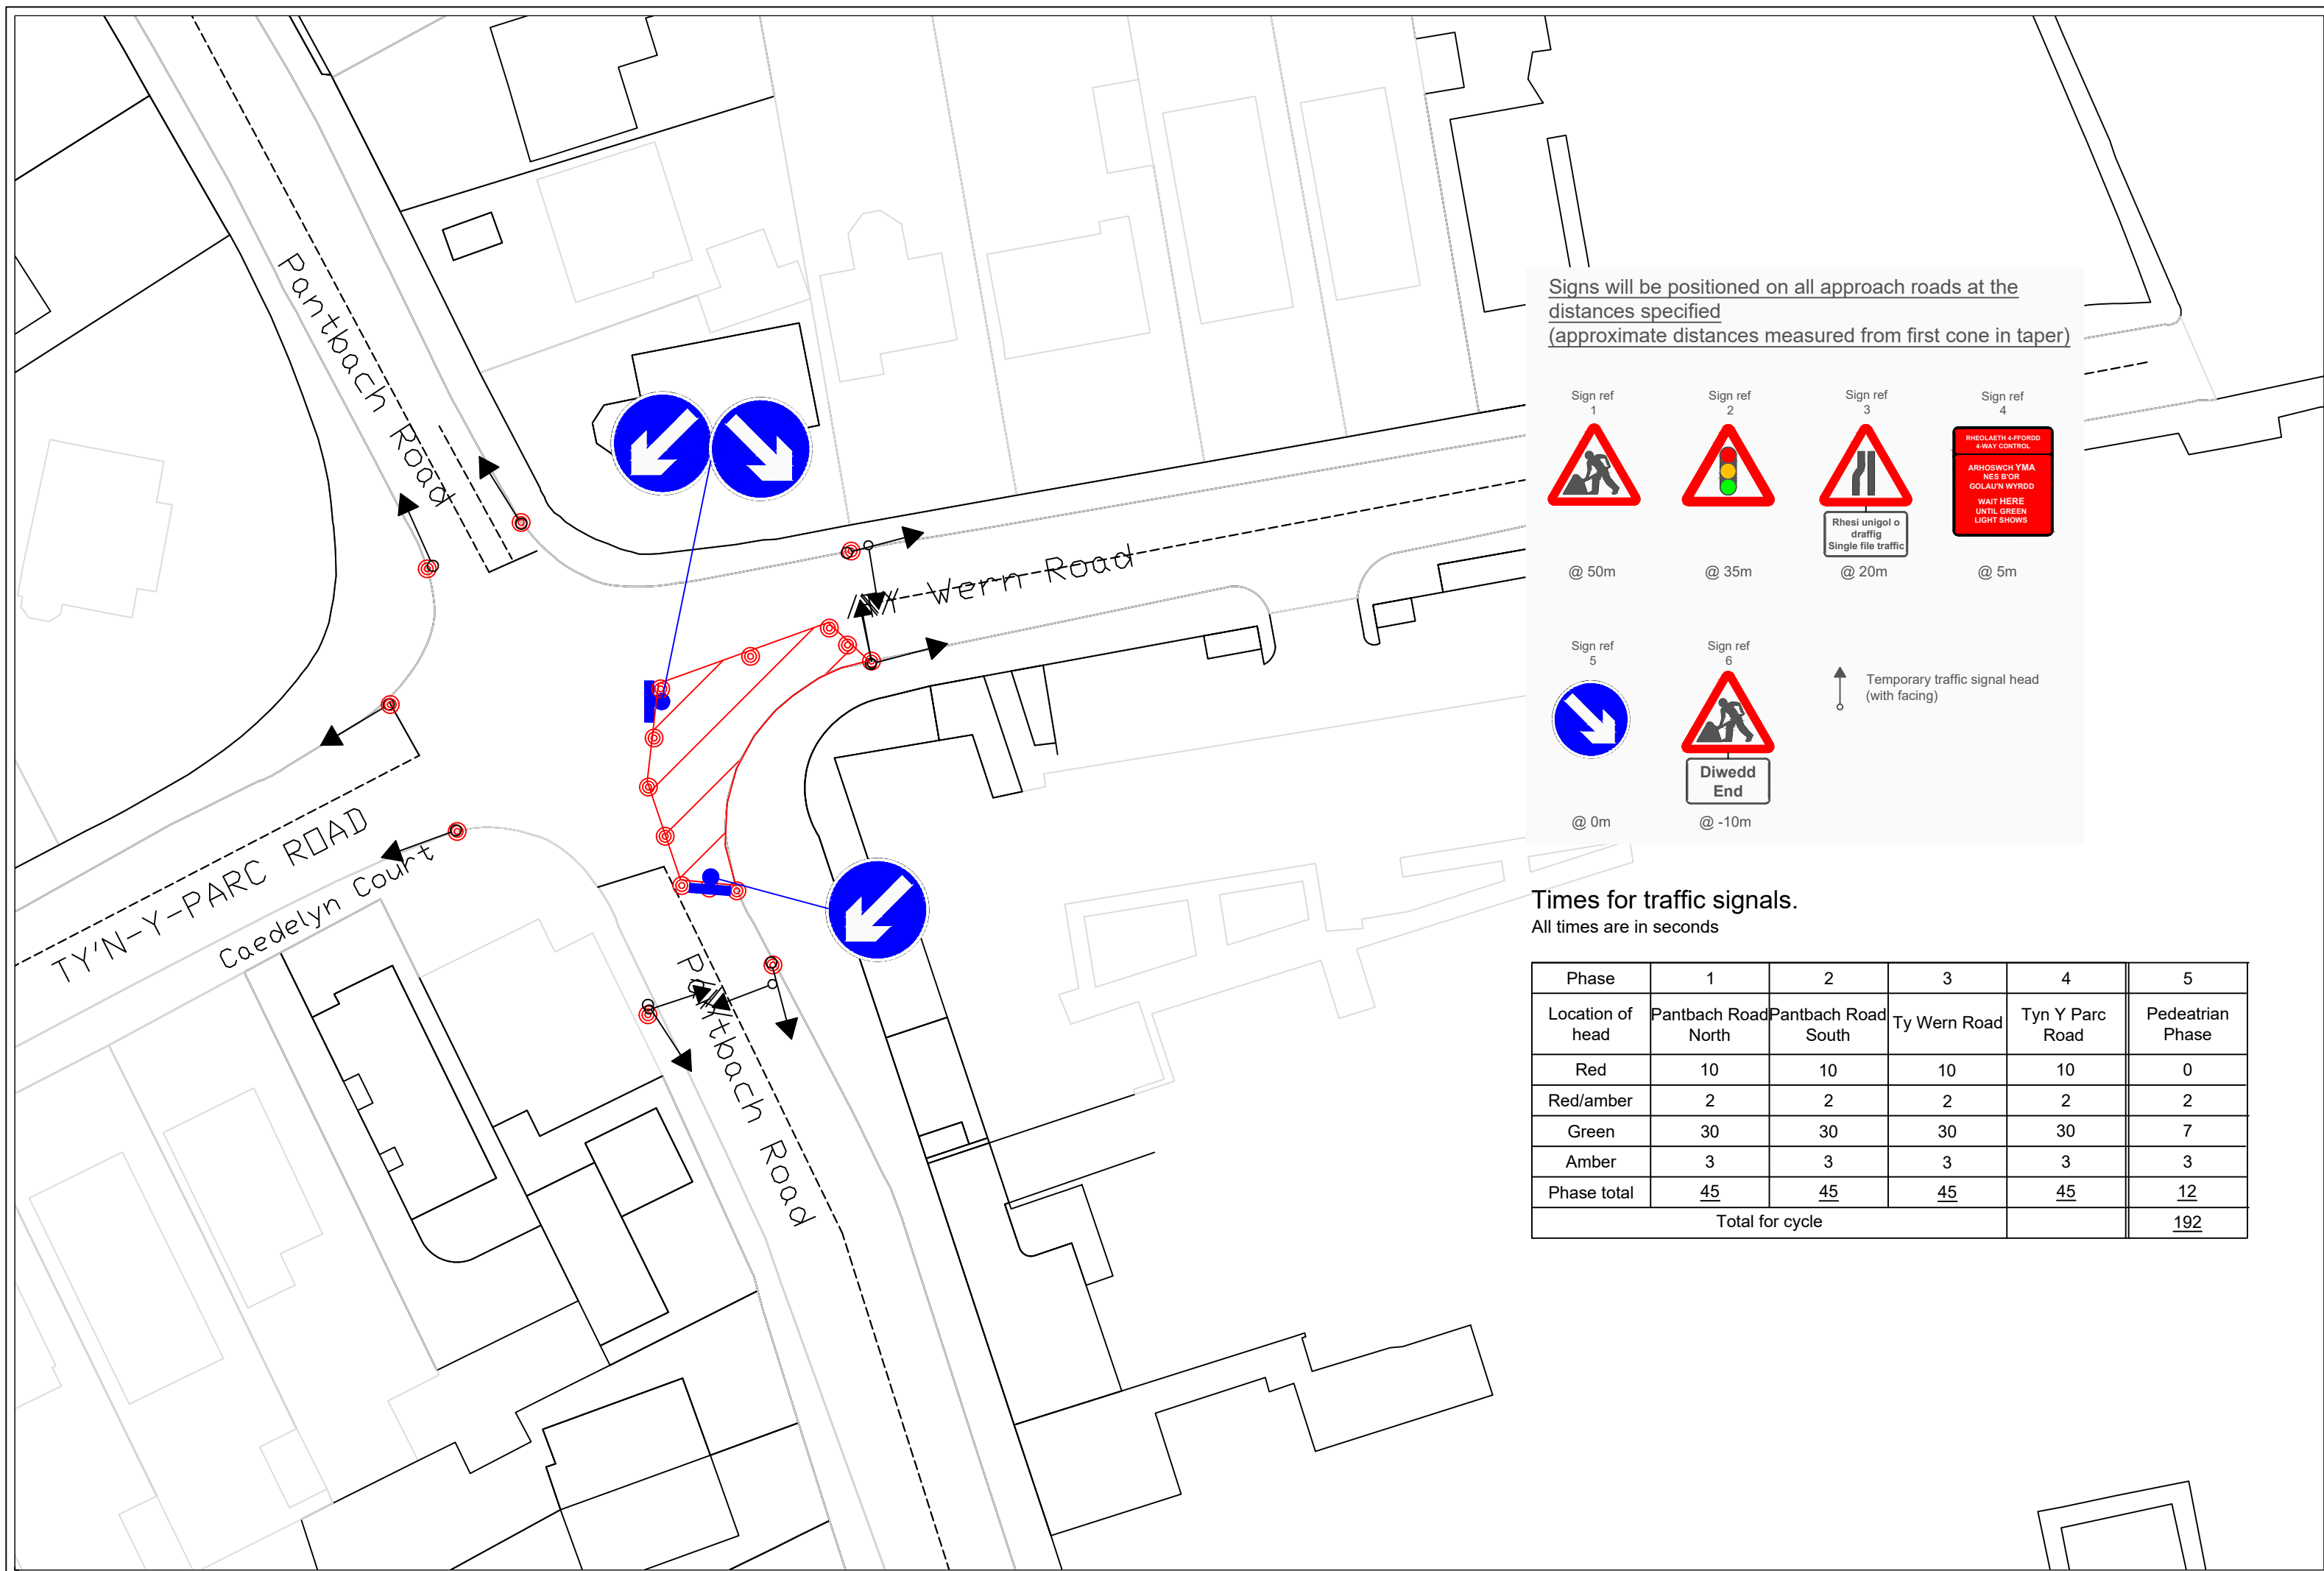 Pantbach Road
TY WERN Road
TY'N-Y-PARC ROAD
Caedelyn Court
Pantbach Road
Signs will be positioned on all approach roads at the
distances specified
(approximate distances measured from first cone in taper)
Sign ref
1
Sign ref
2
Sign ref
3
Sign ref
4
Rhesi unigol o
draffig
Single file traffic
RHEOLAETH 4-FFORDD
4-WAY CONTROL
ARHOSWCH YMA
NES B'OR
GOLAU'N WYRDD
WAIT HERE
UNTIL GREEN
LIGHT SHOWS
@ 50m
@ 35m
@ 20m
@ 5m
Sign ref
5
Sign ref
6
Diwedd
End
Temporary traffic signal head
(with facing)
@ 0m
@ -10m
Times for traffic signals.
All times are in seconds
Phase 1 2 3 4 5
Location of head Pantbach Road North Pantbach Road South Ty Wern Road Tyn Y Parc Road Pedeatrian Phase
Red 10 10 10 10 0
Red/amber 2 2 2 2 2
Green 30 30 30 30 7
Amber 3 3 3 3 3
Phase total 45 45 45 45 12
Total for cycle 192